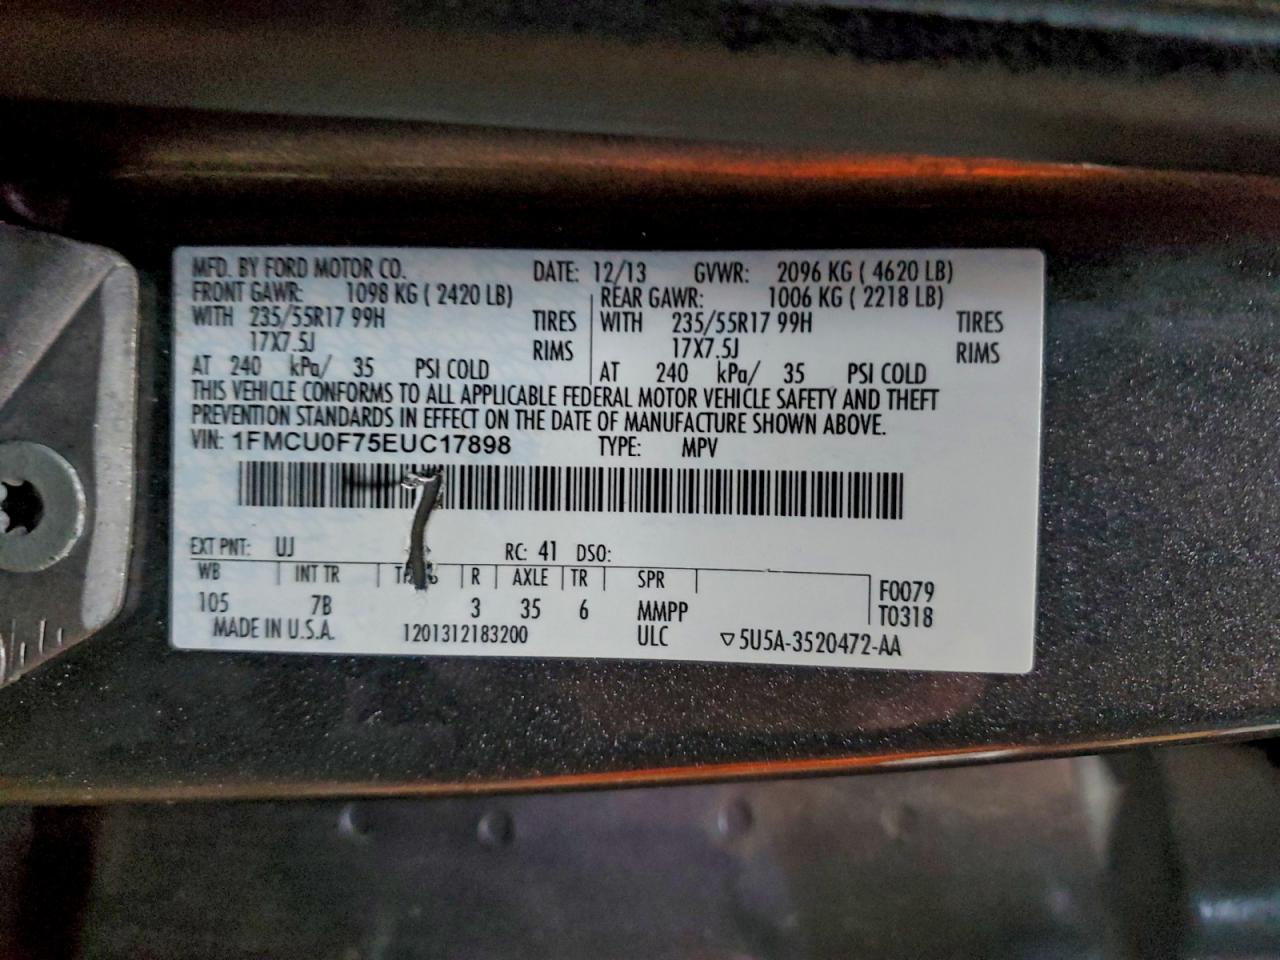 MFD. BY FORD MOTOR CO. DATE: 12/13 GVWR: 2096 KG ( 4620 LB)
FRONT GAWR: 1098 KG ( 2420 LB) REAR GAWR: 1006 KG ( 2218 LB)
WITH 235/55R17 99H TIRES WITH 235/55R17 99H TIRES
17X7.5J RIMS 17X7.5J RIMS
AT 240 kPa/ 35 PSI COLD AT 240 kPa/ 35 PSI COLD
THIS VEHICLE CONFORMS TO ALL APPLICABLE FEDERAL MOTOR VEHICLE SAFETY AND THEFT
PREVENTION STANDARDS IN EFFECT ON THE DATE OF MANUFACTURE SHOWN ABOVE.
VIN: 1FMCU0F75EUC17898 TYPE: MPV
EXT PNT: UJ RC: 41 DSO:
WB INT TR R AXLE TR SPR F0079
105 7B 3 35 6 MMPP T0318
MADE IN U.S.A. 1201312183200 ULC ▽5U5A-3520472-AA